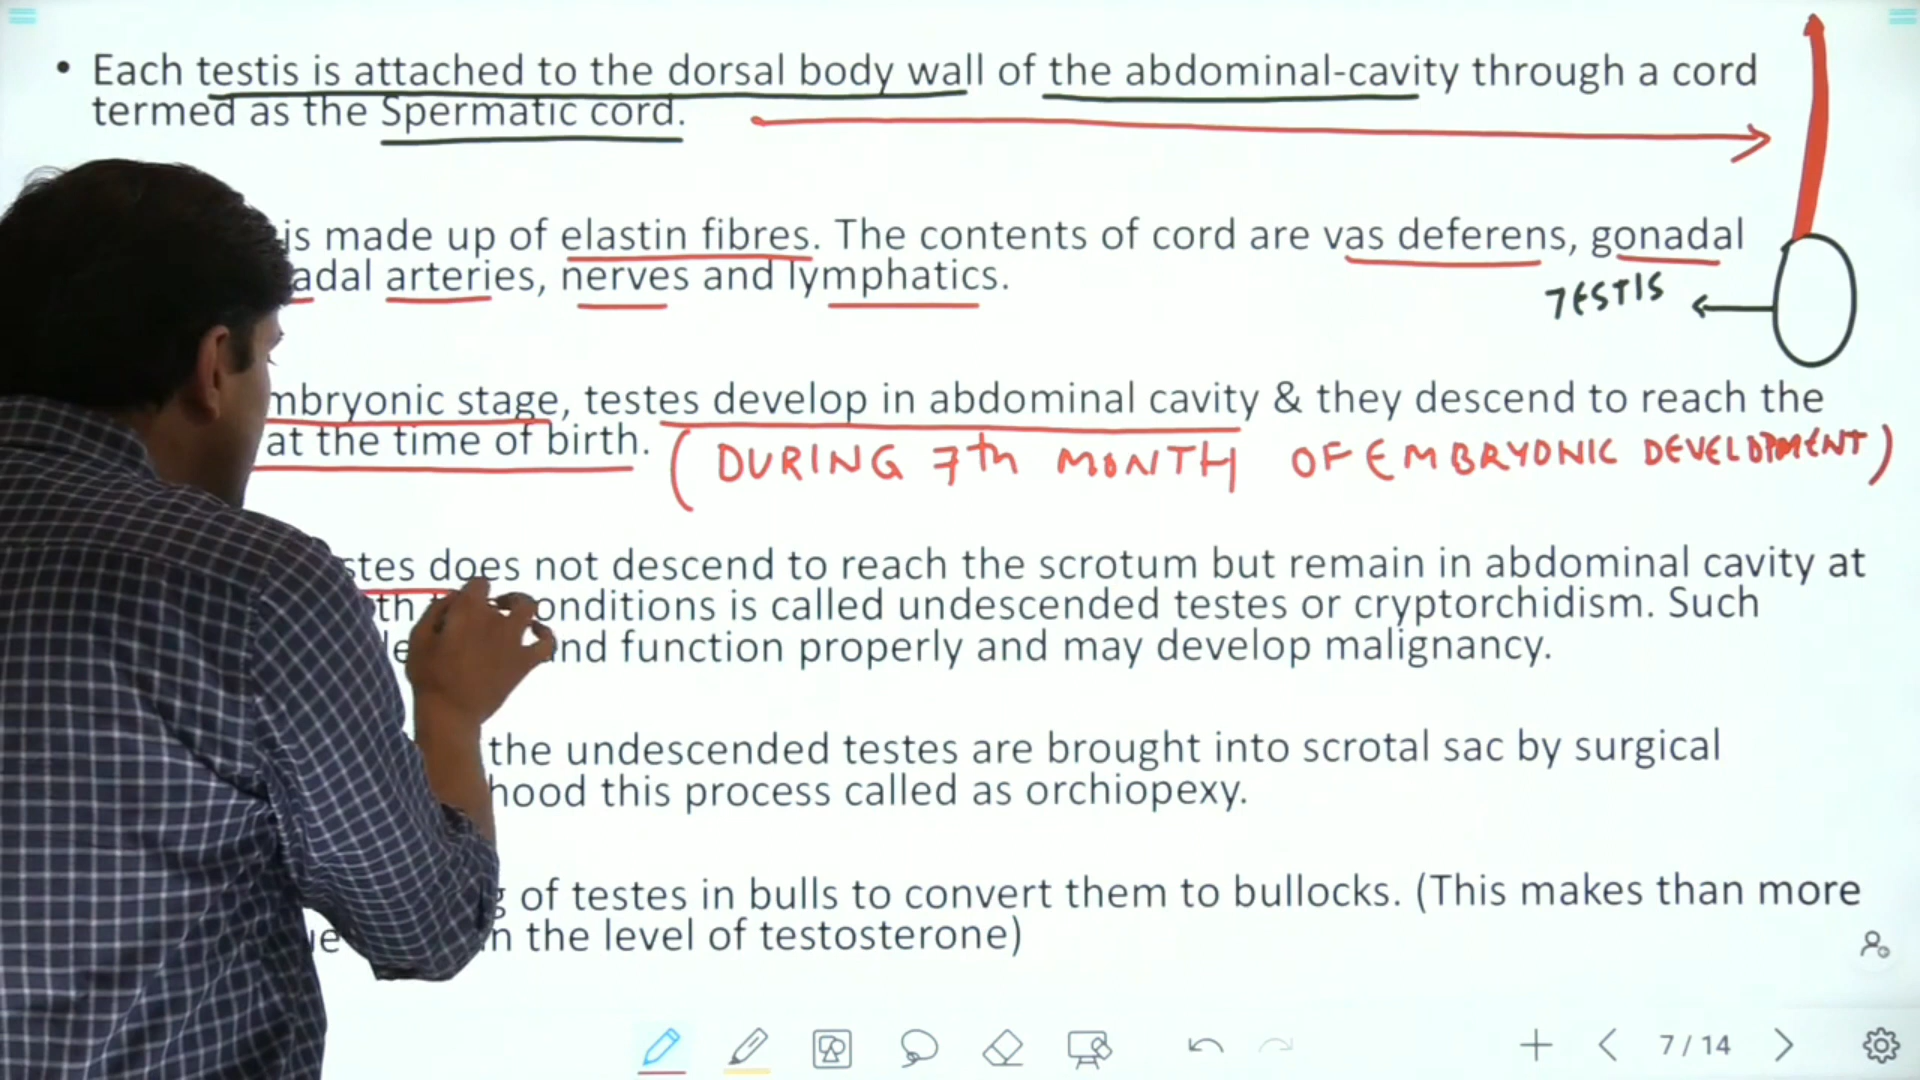 • Each testis is attached to the dorsal body wall of the abdominal-cavity through a cord
termed as the Spermatic cord.
is made up of elastin fibres. The contents of cord are vas deferens, gonadal
arteries, nerves and lymphatics.
TESTIS
stage, testes develop in abdominal cavity & they descend to reach the
at the time of birth.
(DURING 7th MONTH OF EMBRYONIC DEVELOPMENT)
does not descend to reach the scrotum but remain in abdominal cavity at
is called undescended testes or cryptorchidism. Such
function properly and may develop malignancy.
the undescended testes are brought into scrotal sac by surgical
this process called as orchiopexy.
of testes in bulls to convert them to bullocks. (This makes than more
the level of testosterone)
7 / 14